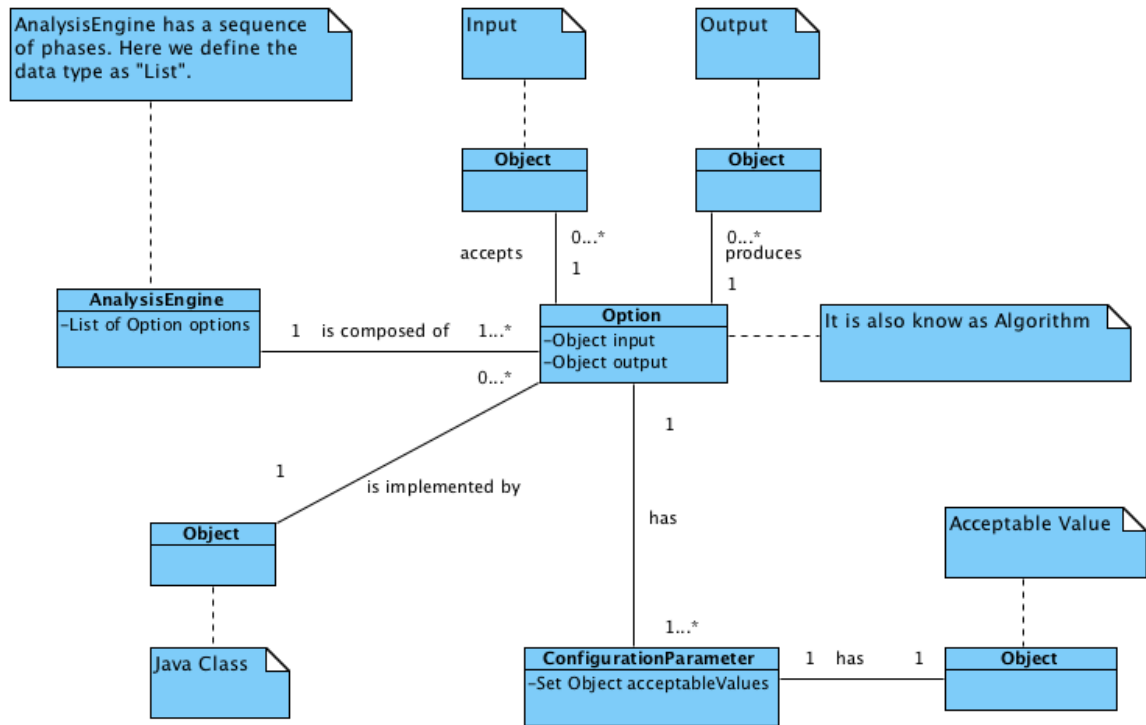 AnalysisEngine has a sequence
of phases. Here we define the
data type as "List".
Input
Output
Object
Object
0...*
0...*
accepts
produces
1
1
AnalysisEngine
-List of Option options
1 is composed of 1...*
Option
-Object input
-Object output
It is also know as Algorithm
0...*
1
1
is implemented by
has
Object
Acceptable Value
Java Class
1...*
ConfigurationParameter
-Set Object acceptableValues
1 has 1
Object